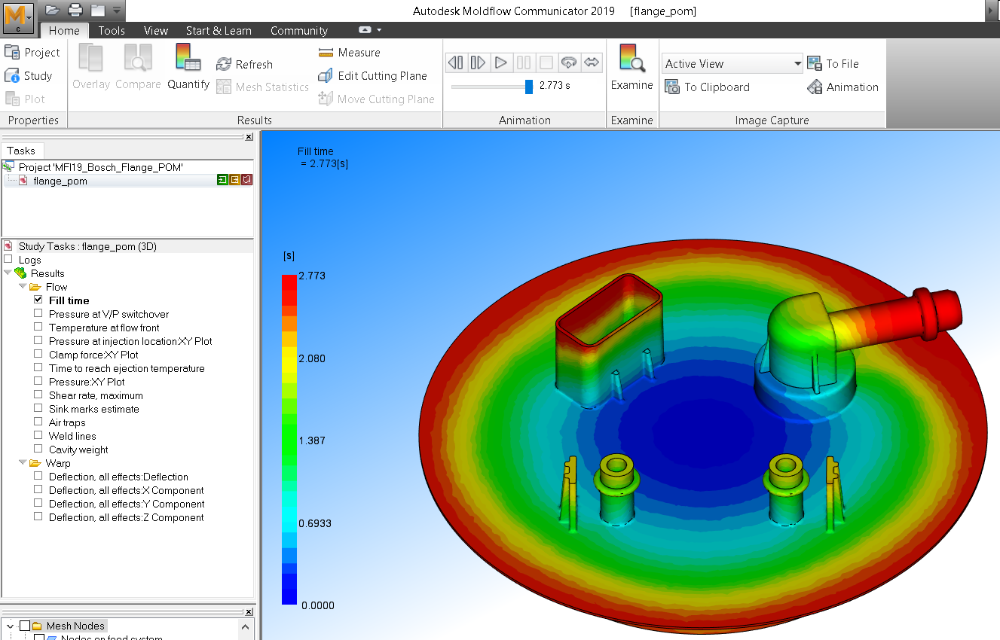 Autodesk Moldflow Communicator 2019 [flange_pom]
M
C
Home Tools View Start & Learn Community
Project
Study
Plot
Properties
Overlay
Compare
Quantify
Refresh
Mesh Statistics
Measure
Edit Cutting Plane
Move Cutting Plane
Results
2.773 s
Animation
Examine
Examine
Active View
To Clipboard
To File
Animation
Image Capture
Tasks
Project 'MFI19_Bosch_Flange_POM'
flange_pom
Study Tasks : flange_pom (3D)
Logs
Results
Flow
Fill time
Pressure at V/P switchover
Temperature at flow front
Pressure at injection location:XY Plot
Clamp force:XY Plot
Time to reach ejection temperature
Pressure:XY Plot
Shear rate, maximum
Sink marks estimate
Air traps
Weld lines
Cavity weight
Warp
Deflection, all effects:Deflection
Deflection, all effects:X Component
Deflection, all effects:Y Component
Deflection, all effects:Z Component
Mesh Nodes
Nodes on feed system
Fill time
= 2.773[s]
[s]
2.773
2.080
1.387
0.6933
0.0000